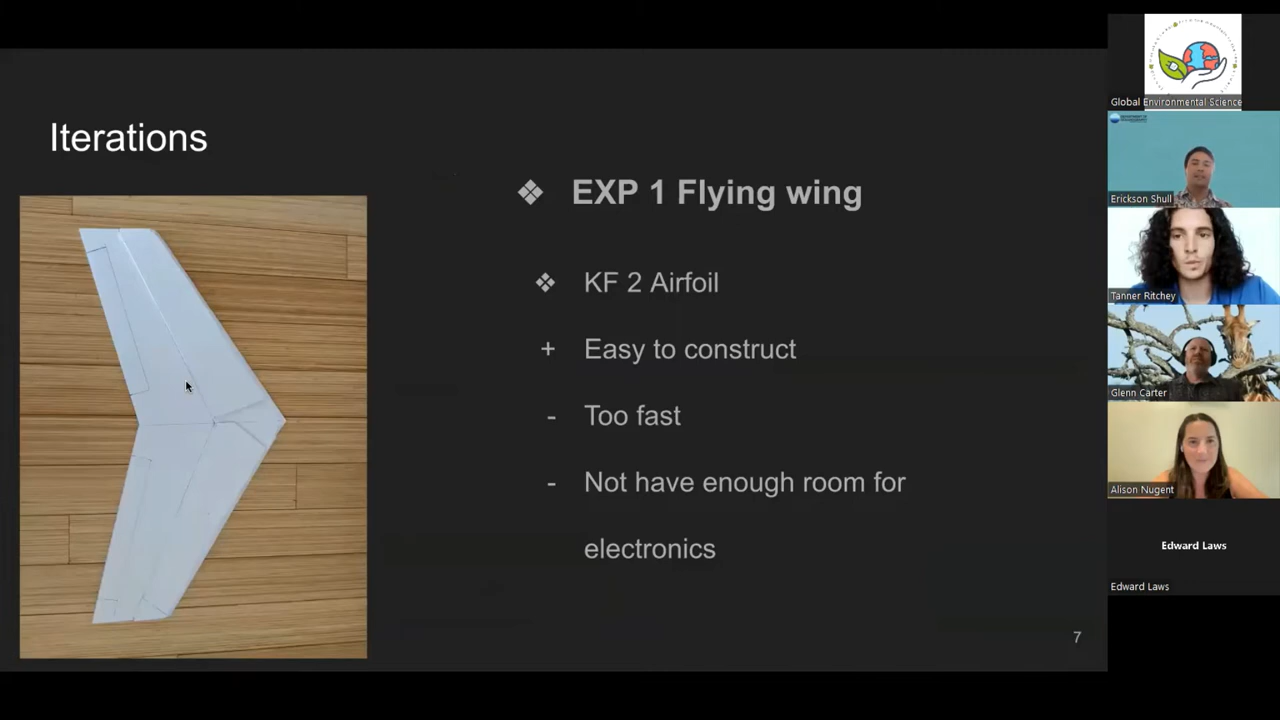 Iterations
❖ EXP 1 Flying wing
❖ KF 2 Airfoil
+ Easy to construct
- Too fast
- Not have enough room for
electronics
7
Global Environmental Science
Erickson Shull
Tanner Ritchey
Glenn Carter
Alison Nugent
Edward Laws
Edward Laws